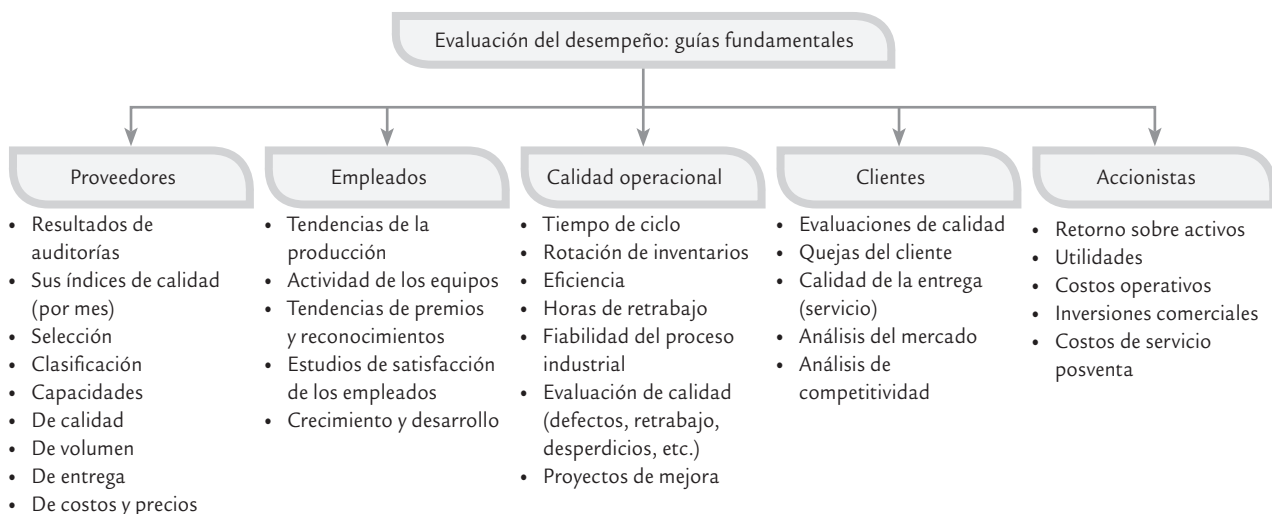 Evaluación del desempeño: guías fundamentales
Proveedores
• Resultados de
auditorías
• Sus índices de calidad
(por mes)
• Selección
• Clasificación
• Capacidades
• De calidad
• De volumen
• De entrega
• De costos y precios
Empleados
• Tendencias de la
producción
• Actividad de los equipos
• Tendencias de premios
y reconocimientos
• Estudios de satisfacción
de los empleados
• Crecimiento y desarrollo
Calidad operacional
• Tiempo de ciclo
• Rotación de inventarios
• Eficiencia
• Horas de retrabajo
• Fiabilidad del proceso
industrial
• Evaluación de calidad
(defectos, retrabajo,
desperdicios, etc.)
• Proyectos de mejora
Clientes
• Evaluaciones de calidad
• Quejas del cliente
• Calidad de la entrega
(servicio)
• Análisis del mercado
• Análisis de
competitividad
Accionistas
• Retorno sobre activos
• Utilidades
• Costos operativos
• Inversiones comerciales
• Costos de servicio
posventa